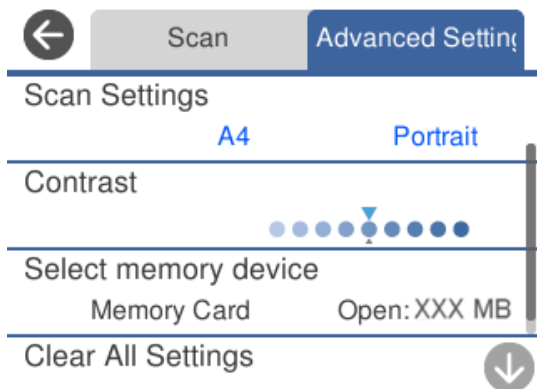 Scan Advanced Setting
Scan Settings
A4 Portrait
Contrast
Select memory device
Memory Card Open: XXX MB
Clear All Settings